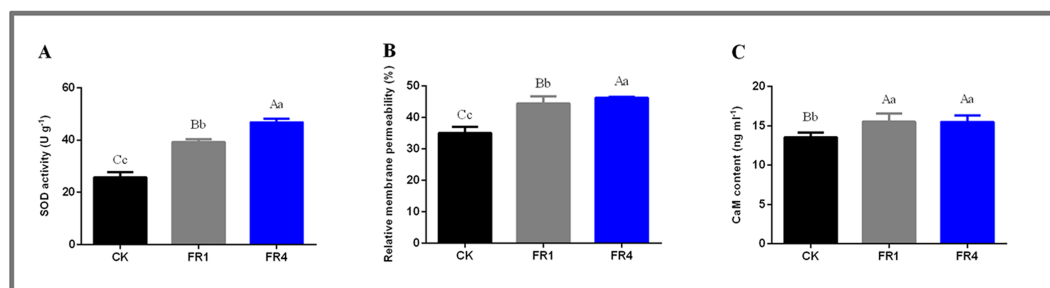 A
SOD activity (U g⁻¹)
60
40
20
0
Cc
Bb
Aa
CK
FR1
FR4
B
Relative membrane permeability (%)
50
40
30
20
10
0
Cc
Bb
Aa
CK
FR1
FR4
C
CaM content (ng ml⁻¹)
20
15
10
5
0
Bb
Aa
Aa
CK
FR1
FR4